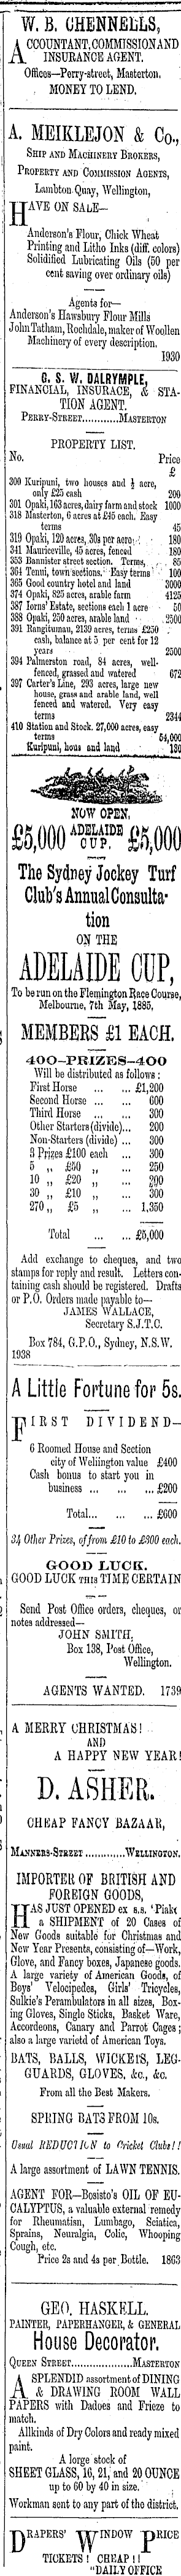 W. B. CHENNELLS,
ACCOUNTANT, COMMISSION AND
INSURANCE AGENT.
Offices—Perry-street, Masterton.
MONEY TO LEND.
A. MEIKLEJON & Co.,
SHIP AND MACHINERY BROKERS,
PROPERTY AND COMMISSION AGENTS,
Lambton Quay, Wellington,
HAVE ON SALE—
Anderson's Flour, Chick Wheat
Printing and Litho Inks (diff. colors)
Solidified Lubricating Oils (50 per
cent saving over ordinary oils)
Agents for—
Anderson's Hawsbury Flour Mills
John Tatham, Rochdale, maker of Woollen
Machinery of every description.
1930
G. S. W. DALRYMPLE,
FINANCIAL, INSURACE, & STA-
TION AGENT.
PERRY-STREET...........MASTERTON
PROPERTY LIST.
No. Price
£
300 Kuripuni, two houses and ½ acre,
only £25 cash 200
301 Opaki, 163 acres, dairy farm and stock 1000
318 Masterton, 6 acres at £45 each. Easy
terms 45
319 Opaki, 120 acres, 30s per acre 180
341 Mauriceville, 45 acres, fenced 180
353 Bannister street section. Terms, 85
364 Tenui, town sections. Easy terms 100
365 Good country hotel and land 3000
374 Opaki, 825 acres, arable farm 4125
387 Iorns' Estate, sections each 1 acre 50
388 Opaki, 250 acres, arable land 2500
391 Rangitumau, 2139 acres, terms £250
cash, balance at 5 per cent for 12
years 2500
394 Palmerston road, 84 acres, well-
fenced, grassed and watered 672
397 Carter's Line, 293 acres, large new
house, grass and arable land, well
fenced and watered. Very easy
terms 2344
410 Station and Stock. 27,000 acres, easy
terms 54,000
Kuripuni, hous and land 130
NOW OPEN,
£5,000 ADELAIDE CUP. £5,000
The Sydney Jockey Turf
Club's Annual Consulta-
tion
ON THE
ADELAIDE CUP,
To be run on the Flemington Race Course,
Melbourne, 7th May, 1885.
MEMBERS £1 EACH.
400—PRIZES—400
Will be distributed as follows:
First Horse ... ... £1,200
Second Horse ... ... 600
Third Horse ... ... 300
Other Starters (divide)... 200
Non-Starters (divide) ... 300
3 Prizes £100 each ... 300
5 „ £50 „ ... 250
10 „ £20 „ ... 200
30 „ £10 „ ... 300
270 „ £5 „ ... 1,350
Total ... £5,000
Add exchange to cheques, and two
stamps for reply and result. Letters con-
taining cash should be registered. Drafts
or P.O. Orders made payable to—
JAMES WALLACE,
Secretary S.J.T.C.
Box 784, G.P.O., Sydney, N.S.W.
1938
A Little Fortune for 5s.
FIRST DIVIDEND—
6 Roomed House and Section
city of Wellington value £400
Cash bonus to start you in
business ... ... ... £200
Total... ... ... £600
34 Other Prizes, of from £10 to £300 each.
GOOD LUCK.
GOOD LUCK THIS TIME CERTAIN
Send Post Office orders, cheques, or
notes addressed—
JOHN SMITH,
Box 138, Post Office,
Wellington.
AGENTS WANTED. 1739
A MERRY CHRISTMAS!
AND
A HAPPY NEW YEAR!
D. ASHER.
CHEAP FANCY BAZAAR,
MANNERS-STREET.............WELLINGTON.
IMPORTER OF BRITISH AND
FOREIGN GOODS,
HAS JUST OPENED ex s.s. 'Piako
a SHIPMENT of 20 Cases of
New Goods suitable for Christmas and
New Year Presents, consisting of—Work,
Glove, and Fancy boxes, Japanese goods.
A large variety of American Goods, of
Boys' Velocipedes, Girls' Tricycles,
Sulkie's Perambulators in all sizes, Box-
ing Gloves, Single Sticks, Basket Ware,
Accordeons, Canary and Parrot Cages;
also a large varietd of American Toys.
BATS, BALLS, WICKETS, LEG-
GUARDS, GLOVES, &c., &c.
From all the Best Makers.
SPRING BATS FROM 10s.
Usual REDUCTION to Cricket Clubs!!
A large assortment of LAWN TENNIS.
AGENT FOR—Bosisto's OIL OF EU-
CALYPTUS, a valuable external remedy
for Rheumatism, Lumbago, Sciatica,
Sprains, Neuralgia, Colic, Whooping
Cough, etc.
Price 2s and 4s per Bottle. 1863
GEO. HASKELL.
PAINTER, PAPERHANGER, & GENERAL
House Decorator.
QUEEN STREET...............MASTERTON
A SPLENDID assortment of DINING
& DRAWING ROOM WALL
PAPERS with Dadoes and Frieze to
match.
Allkinds of Dry Colors and ready mixed
paint.
A large stock of
SHEET GLASS, 16, 21, and 26 OUNCE
up to 60 by 40 in size.
Workman sent to any part of the district.
DRAPERS' WINDOW PRICE
TICKETS! CHEAP!!
"DAILY OFFICE